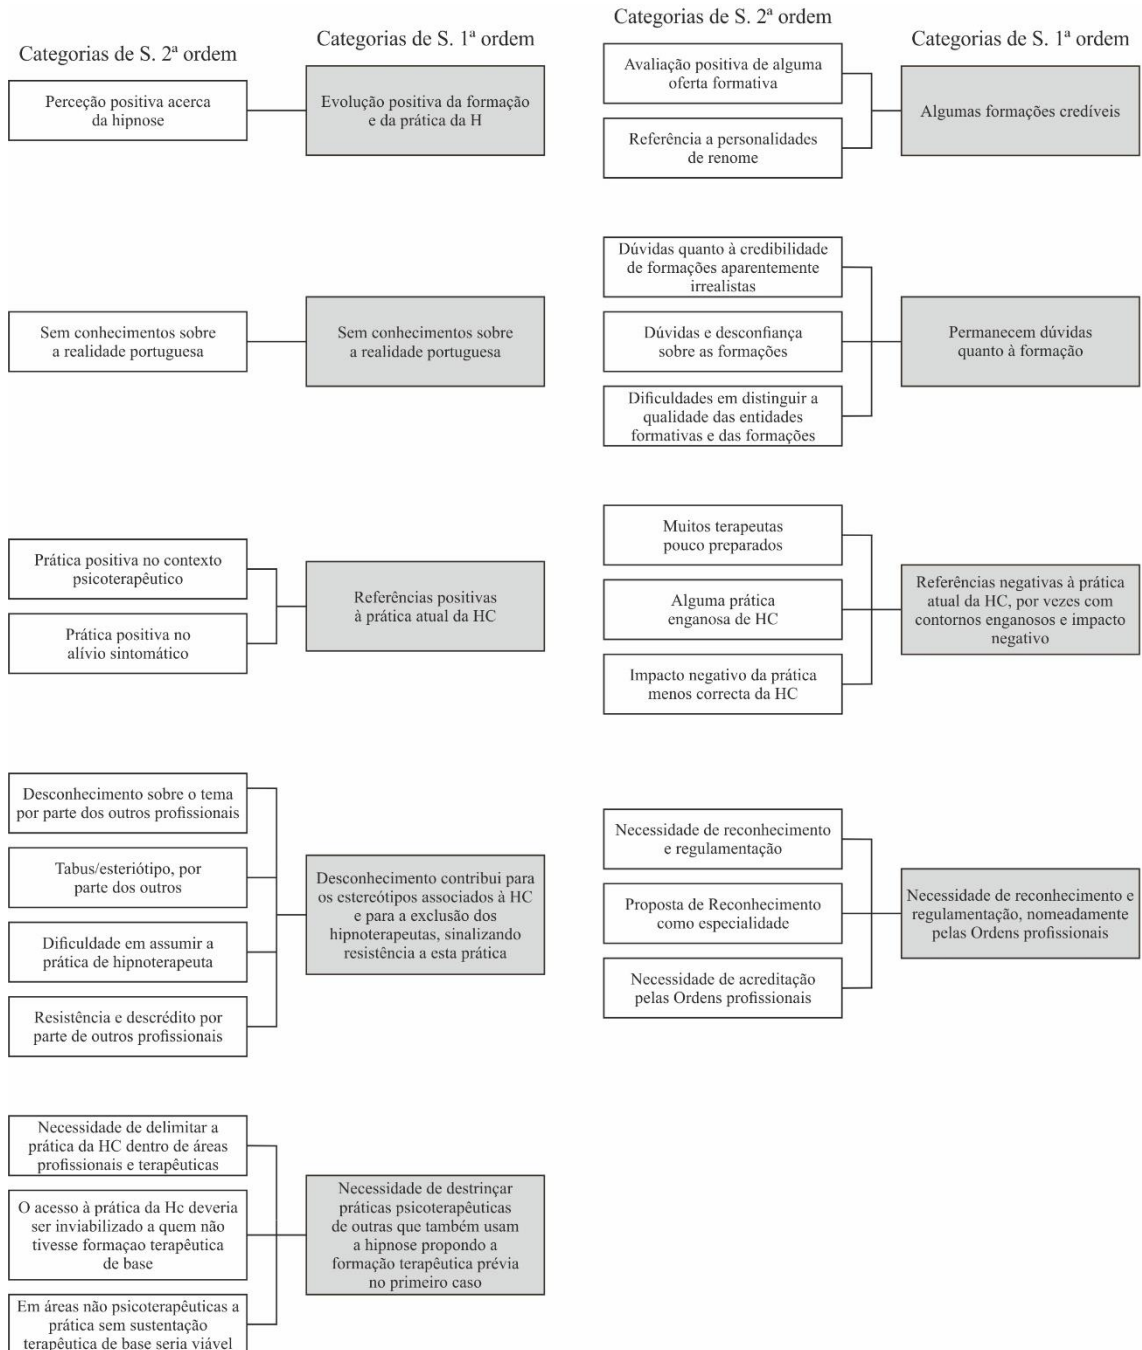 Categorias de S. 2ª ordem
Categorias de S. 1ª ordem
Perceção positiva acerca
da hipnose
Evolução positiva da formação
e da prática da H
Sem conhecimentos sobre
a realidade portuguesa
Sem conhecimentos sobre
a realidade portuguesa
Prática positiva no contexto
psicoterapêutico
Prática positiva no
alívio sintomático
Referências positivas
à prática atual da HC
Desconhecimento sobre o tema
por parte dos outros profissionais
Tabus/esteriótipo, por
parte dos outros
Dificuldade em assumir a
prática de hipnoterapeuta
Resistência e descrédito por
parte de outros profissionais
Desconhecimento contribui para
os estereótipos associados à HC
e para a exclusão dos
hipnoterapeutas, sinalizando
resistência a esta prática
Necessidade de delimitar a
prática da HC dentro de áreas
profissionais e terapêuticas
O acesso à prática da Hc deveria
ser inviabilizado a quem não
tivesse formaçao terapêutica
de base
Em áreas não psicoterapêuticas a
prática sem sustentação
terapêutica de base seria viável
Necessidade de destrinçar
práticas psicoterapêuticas
de outras que também usam
a hipnose propondo a
formação terapêutica prévia
no primeiro caso
Categorias de S. 2ª ordem
Categorias de S. 1ª ordem
Avaliação positiva de alguma
oferta formativa
Referência a personalidades
de renome
Algumas formações credíveis
Dúvidas quanto à credibilidade
de formações aparentemente
irrealistas
Dúvidas e desconfiança
sobre as formações
Dificuldades em distinguir a
qualidade das entidades
formativas e das formações
Permanecem dúvidas
quanto à formação
Muitos terapeutas
pouco preparados
Alguma prática
enganosa de HC
Impacto negativo da prática
menos correcta da HC
Referências negativas à prática
atual da HC, por vezes com
contornos enganosos e impacto
negativo
Necessidade de reconhecimento
e regulamentação
Proposta de Reconhecimento
como especialidade
Necessidade de acreditação
pelas Ordens profissionais
Necessidade de reconhecimento e
regulamentação, nomeadamente
pelas Ordens profissionais